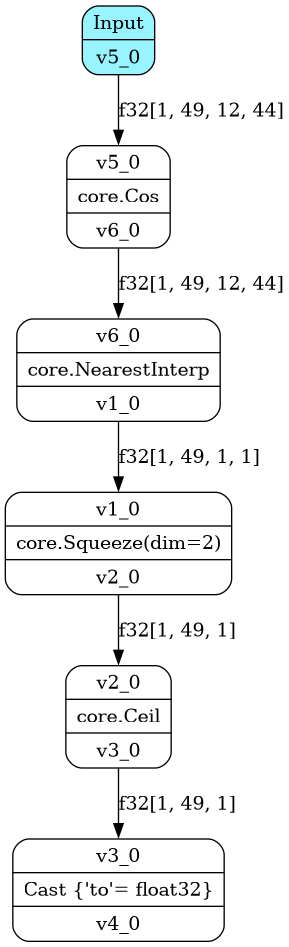 Input
v5_0
f32[1, 49, 12, 44]
v5_0
core.Cos
v6_0
f32[1, 49, 12, 44]
v6_0
core.NearestInterp
v1_0
f32[1, 49, 1, 1]
v1_0
core.Squeeze(dim=2)
v2_0
f32[1, 49, 1]
v2_0
core.Ceil
v3_0
f32[1, 49, 1]
v3_0
Cast {'to'= float32}
v4_0